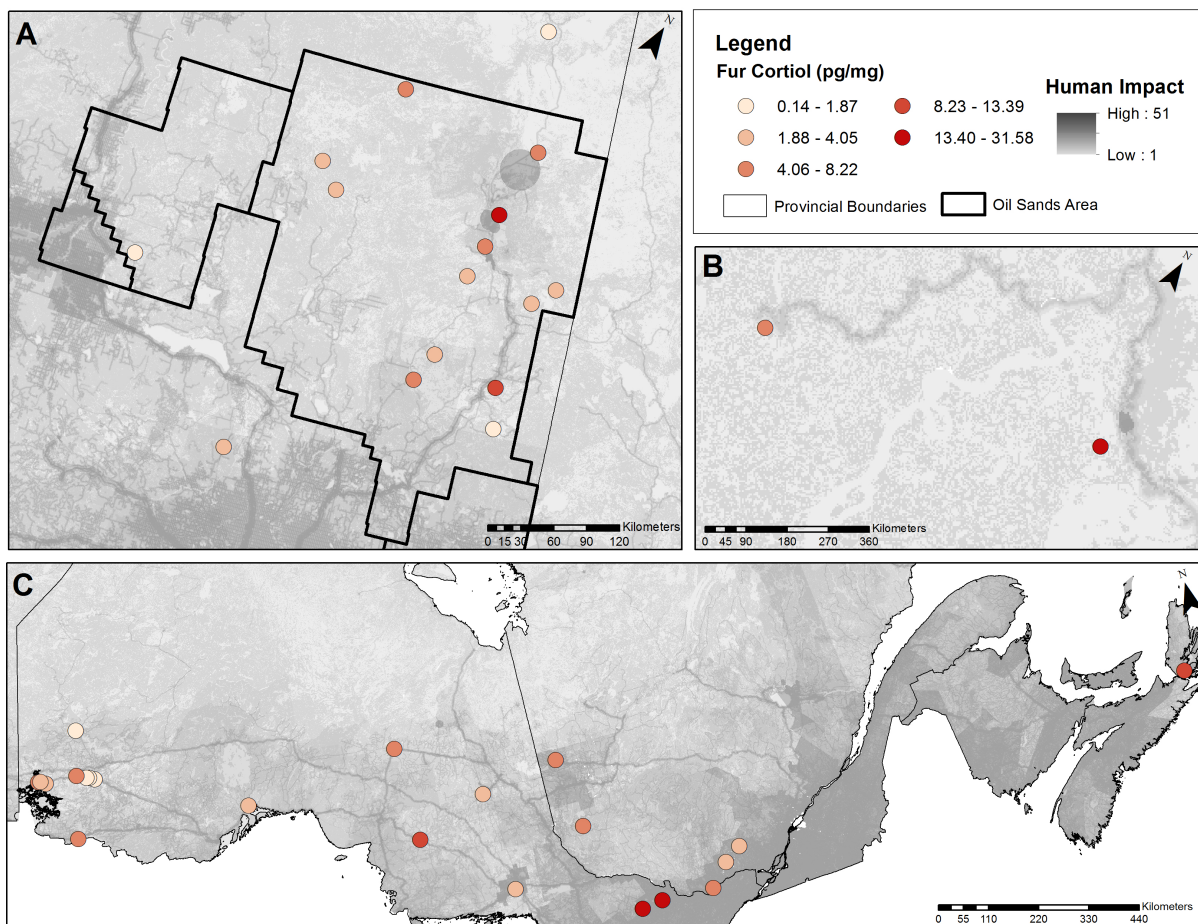 A
N
0 15 30 60 90 120
Kilometers
Legend
Fur Cortiol (pg/mg)
0.14 - 1.87
1.88 - 4.05
4.06 - 8.22
8.23 - 13.39
13.40 - 31.58
Human Impact
High : 51
Low : 1
Provincial Boundaries
Oil Sands Area
B
N
Kilometers
0 45 90 180 270 360
C
N
Kilometers
0 55 110 220 330 440